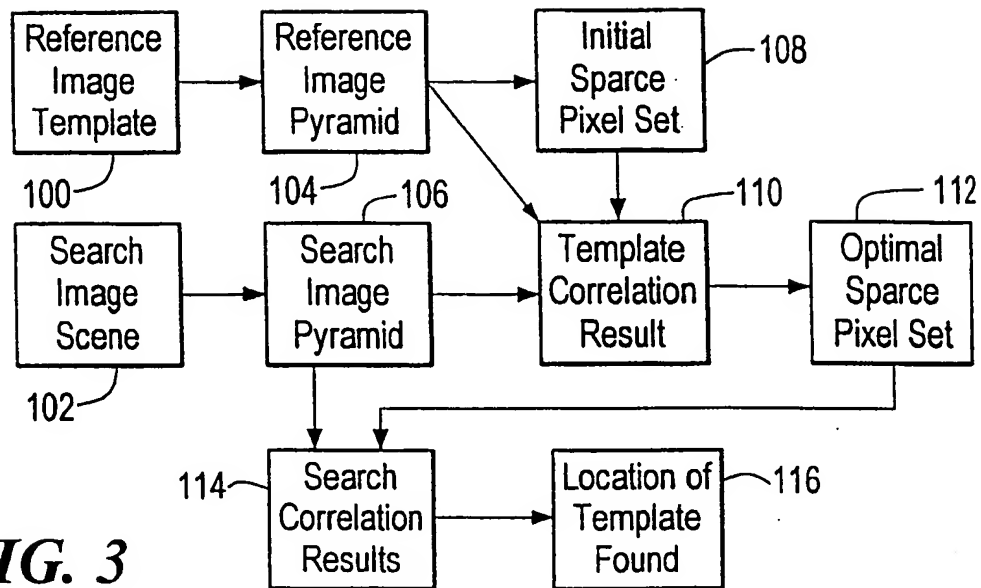 Reference
Image
Template
100
Reference
Image
Pyramid
104
Initial
Sparce
Pixel Set
108
Search
Image
Scene
102
Search
Image
Pyramid
106
Template
Correlation
Result
110
Optimal
Sparce
Pixel Set
112
114
Search
Correlation
Results
Location of
Template
Found
116
IG. 3